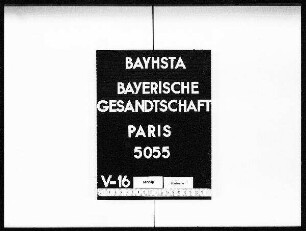 BAYHSTA
BAYERISCHE
GESANDTSCHAFT
PARIS
5055
V-16